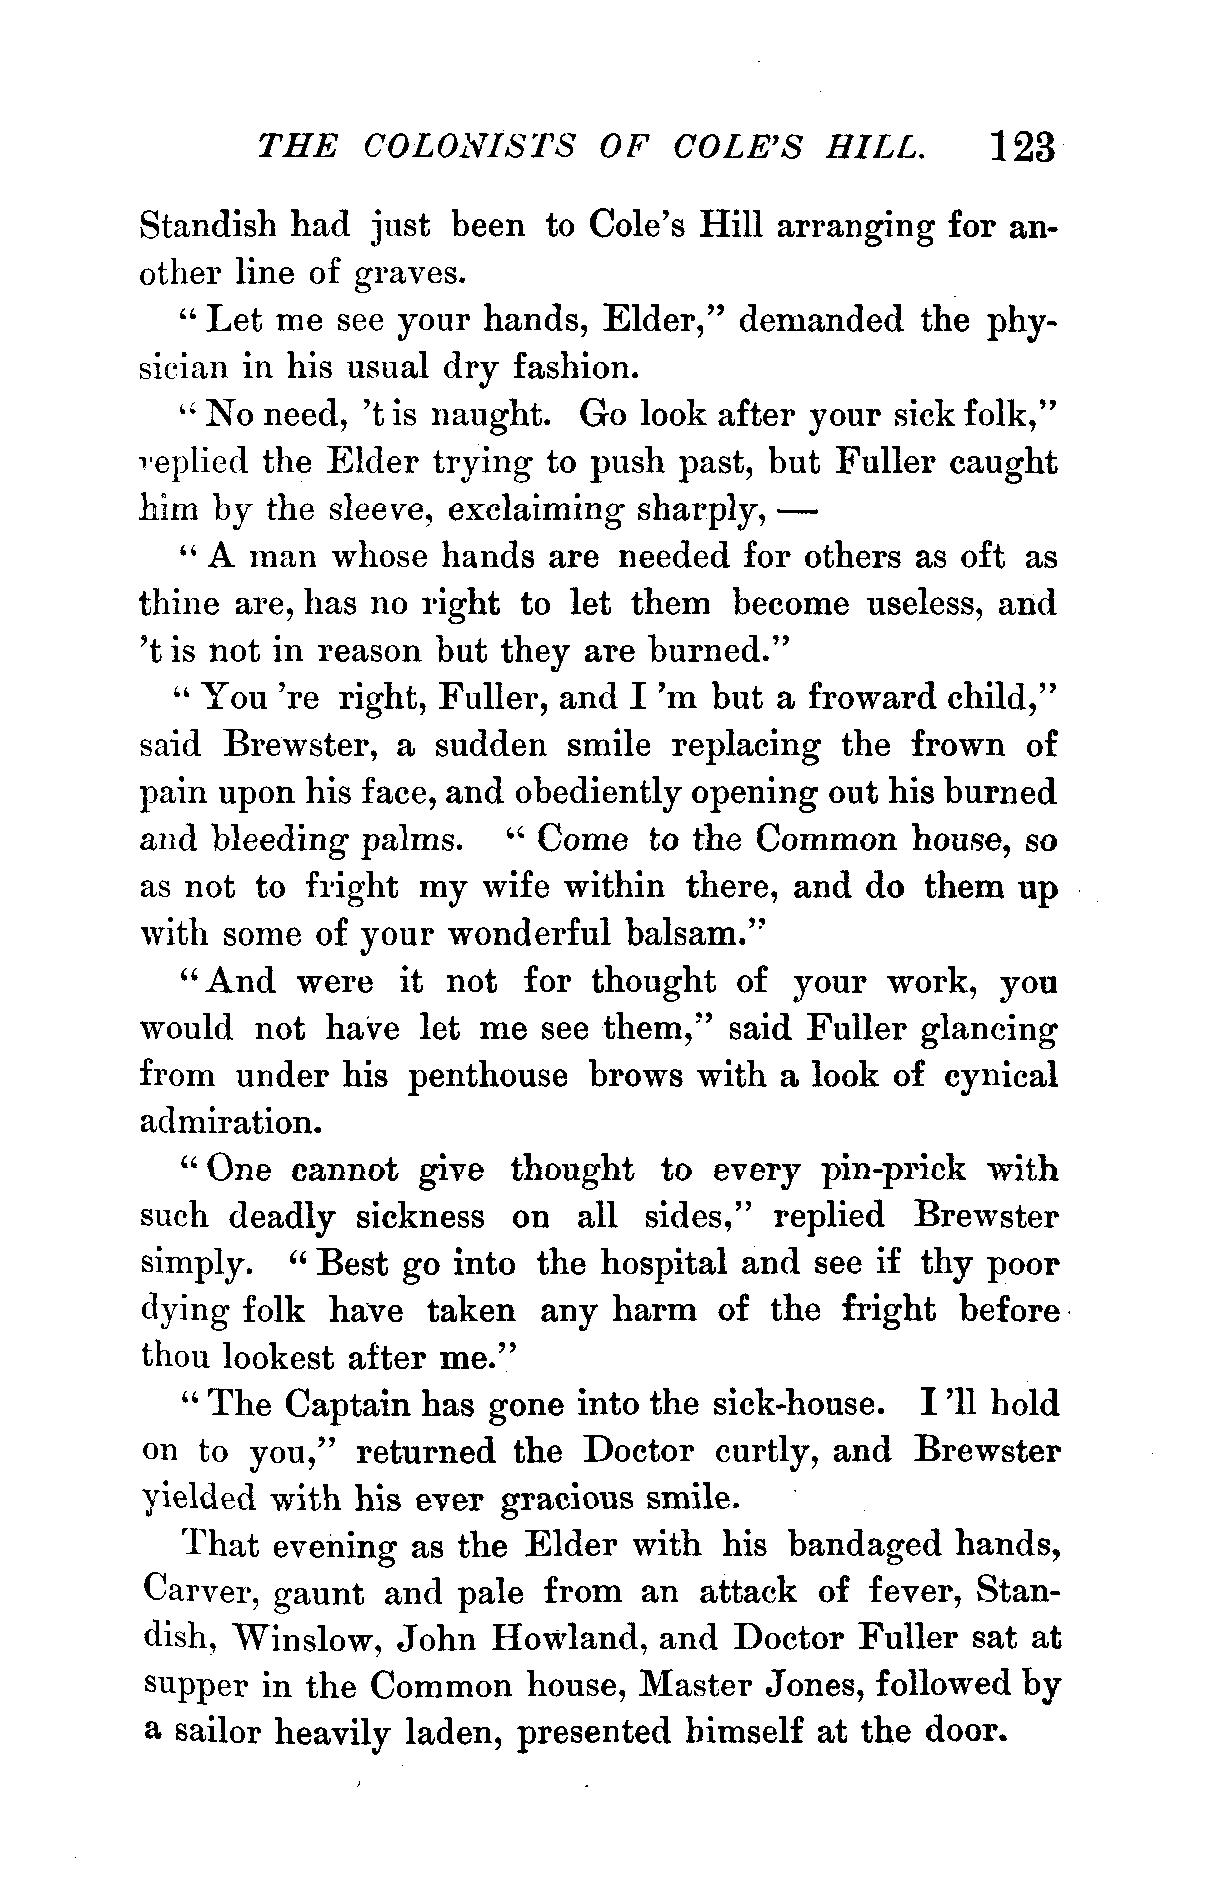 THE COLONISTS OF COLE'S HILL. 123
Standish had just been to Cole's Hill arranging for an-
other line of graves.
" Let me see your hands, Elder," demanded the phy-
sician in his usual dry fashion.
" No need, 't is naught. Go look after your sick folk,"
replied the Elder trying to push past, but Fuller caught
him by the sleeve, exclaiming sharply, —
" A man whose hands are needed for others as oft as
thine are, has no right to let them become useless, and
't is not in reason but they are burned."
" You 're right, Fuller, and I 'm but a froward child,"
said Brewster, a sudden smile replacing the frown of
pain upon his face, and obediently opening out his burned
and bleeding palms. " Come to the Common house, so
as not to fright my wife within there, and do them up
with some of your wonderful balsam."
" And were it not for thought of your work, you
would not have let me see them," said Fuller glancing
from under his penthouse brows with a look of cynical
admiration.
" One cannot give thought to every pin-prick with
such deadly sickness on all sides," replied Brewster
simply. " Best go into the hospital and see if thy poor
dying folk have taken any harm of the fright before
thou lookest after me."
" The Captain has gone into the sick-house. I 'll hold
on to you," returned the Doctor curtly, and Brewster
yielded with his ever gracious smile.
That evening as the Elder with his bandaged hands,
Carver, gaunt and pale from an attack of fever, Stan-
dish, Winslow, John Howland, and Doctor Fuller sat at
supper in the Common house, Master Jones, followed by
a sailor heavily laden, presented himself at the door.